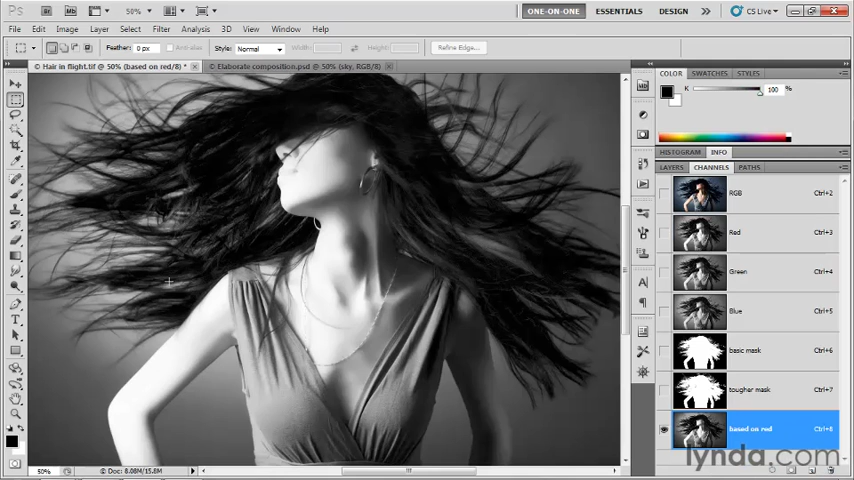 Ps Br Mb 50% ONE-ON-ONE ESSENTIALS DESIGN CS Live
File Edit Image Layer Select Filter Analysis 3D View Window Help
Feather: 0 px Anti-alias Style: Normal Width: Height: Refine Edge...
Hair in flight.tif @ 50% (based on red/8) * Elaborate composition.psd @ 50% (sky, RGB/8)
COLOR SWATCHES STYLES
K 100 %
HISTOGRAM INFO
LAYERS CHANNELS PATHS
RGB Ctrl+2
Red Ctrl+3
Green Ctrl+4
Blue Ctrl+5
basic mask Ctrl+6
tougher mask Ctrl+7
based on red Ctrl+8
lynda.com
50% Doc: 8.08M/15.8M